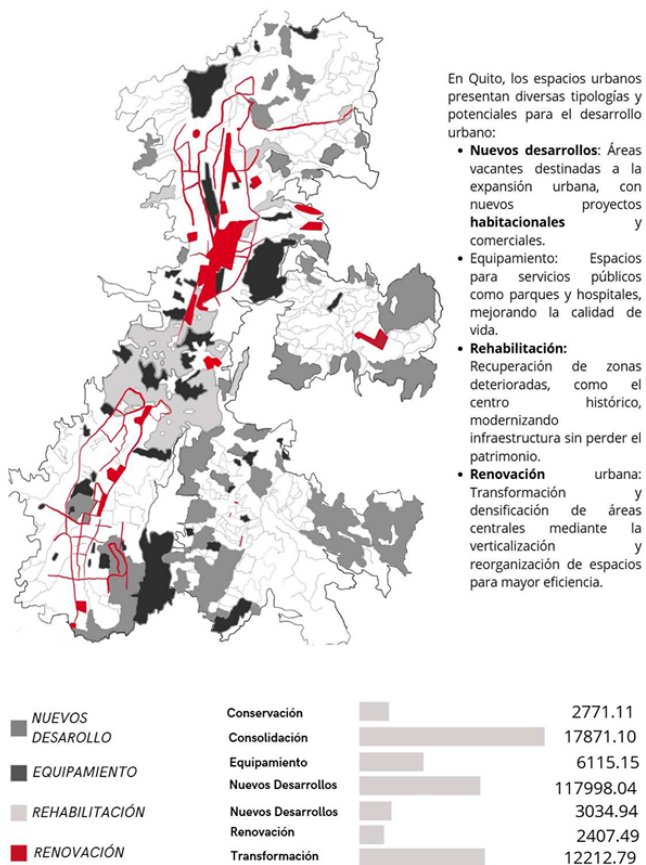 En Quito, los espacios urbanos
presentan diversas tipologías y
potenciales para el desarrollo
urbano:
• Nuevos desarrollos: Áreas
vacantes destinadas a la
expansión urbana, con
nuevos proyectos
habitacionales y
comerciales.
• Equipamiento: Espacios
para servicios públicos
como parques y hospitales,
mejorando la calidad de
vida.
• Rehabilitación:
Recuperación de zonas
deterioradas, como el
centro histórico,
modernizando
infraestructura sin perder el
patrimonio.
• Renovación urbana:
Transformación y
densificación de áreas
centrales mediante la
verticalización y
reorganización de espacios
para mayor eficiencia.
NUEVOS
DESAROLLO
EQUIPAMIENTO
REHABILITACIÓN
RENOVACIÓN
Conservación 2771.11
Consolidación 17871.10
Equipamiento 6115.15
Nuevos Desarrollos 117998.04
Nuevos Desarrollos 3034.94
Renovación 2407.49
Transformación 12212.79